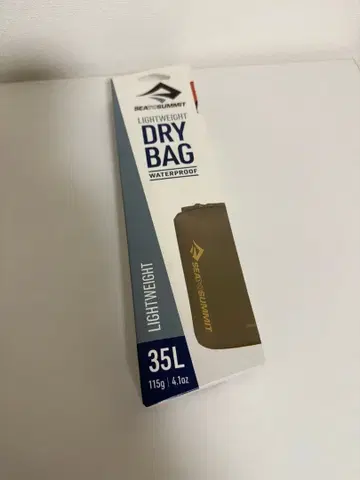 SEA TO SUMMIT
LIGHTWEIGHT
DRY
BAG
WATERPROOF
SEA TO SUMMIT
LIGHTWEIGHT
35L
115g | 4.1oz